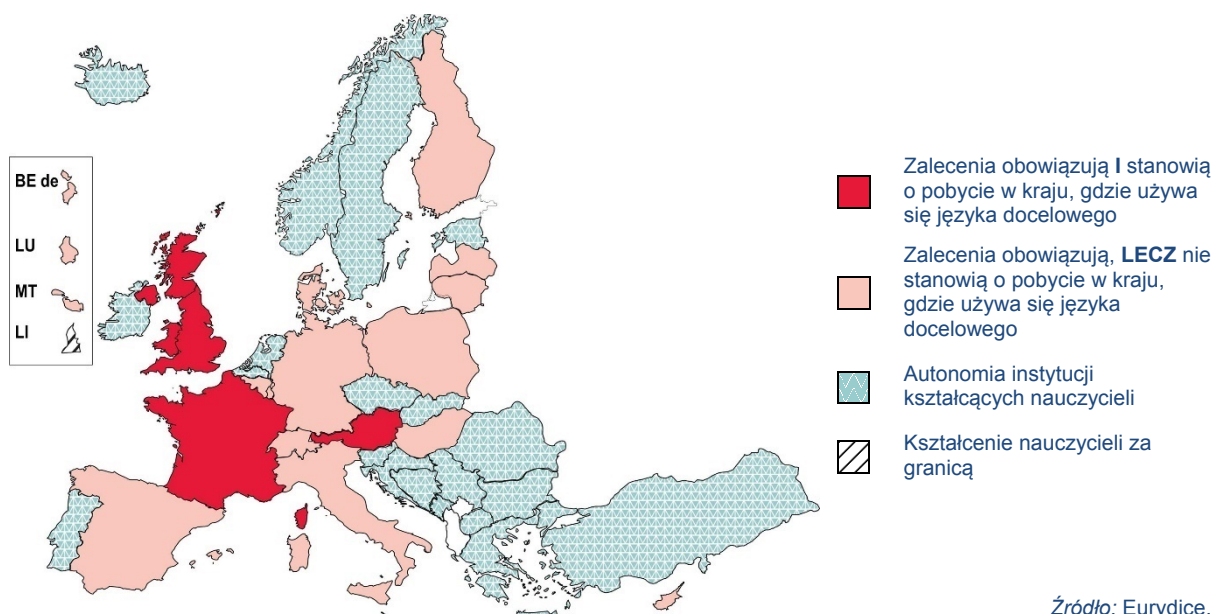 BE de
LU
MT
LI
Zalecenia obowiązują I stanowią
o pobycie w kraju, gdzie używa
się języka docelowego
Zalecenia obowiązują, LECZ nie
stanowią o pobycie w kraju,
gdzie używa się języka
docelowego
Autonomia instytucji
kształcących nauczycieli
Kształcenie nauczycieli za
granicą
Źródło: Eurydice.